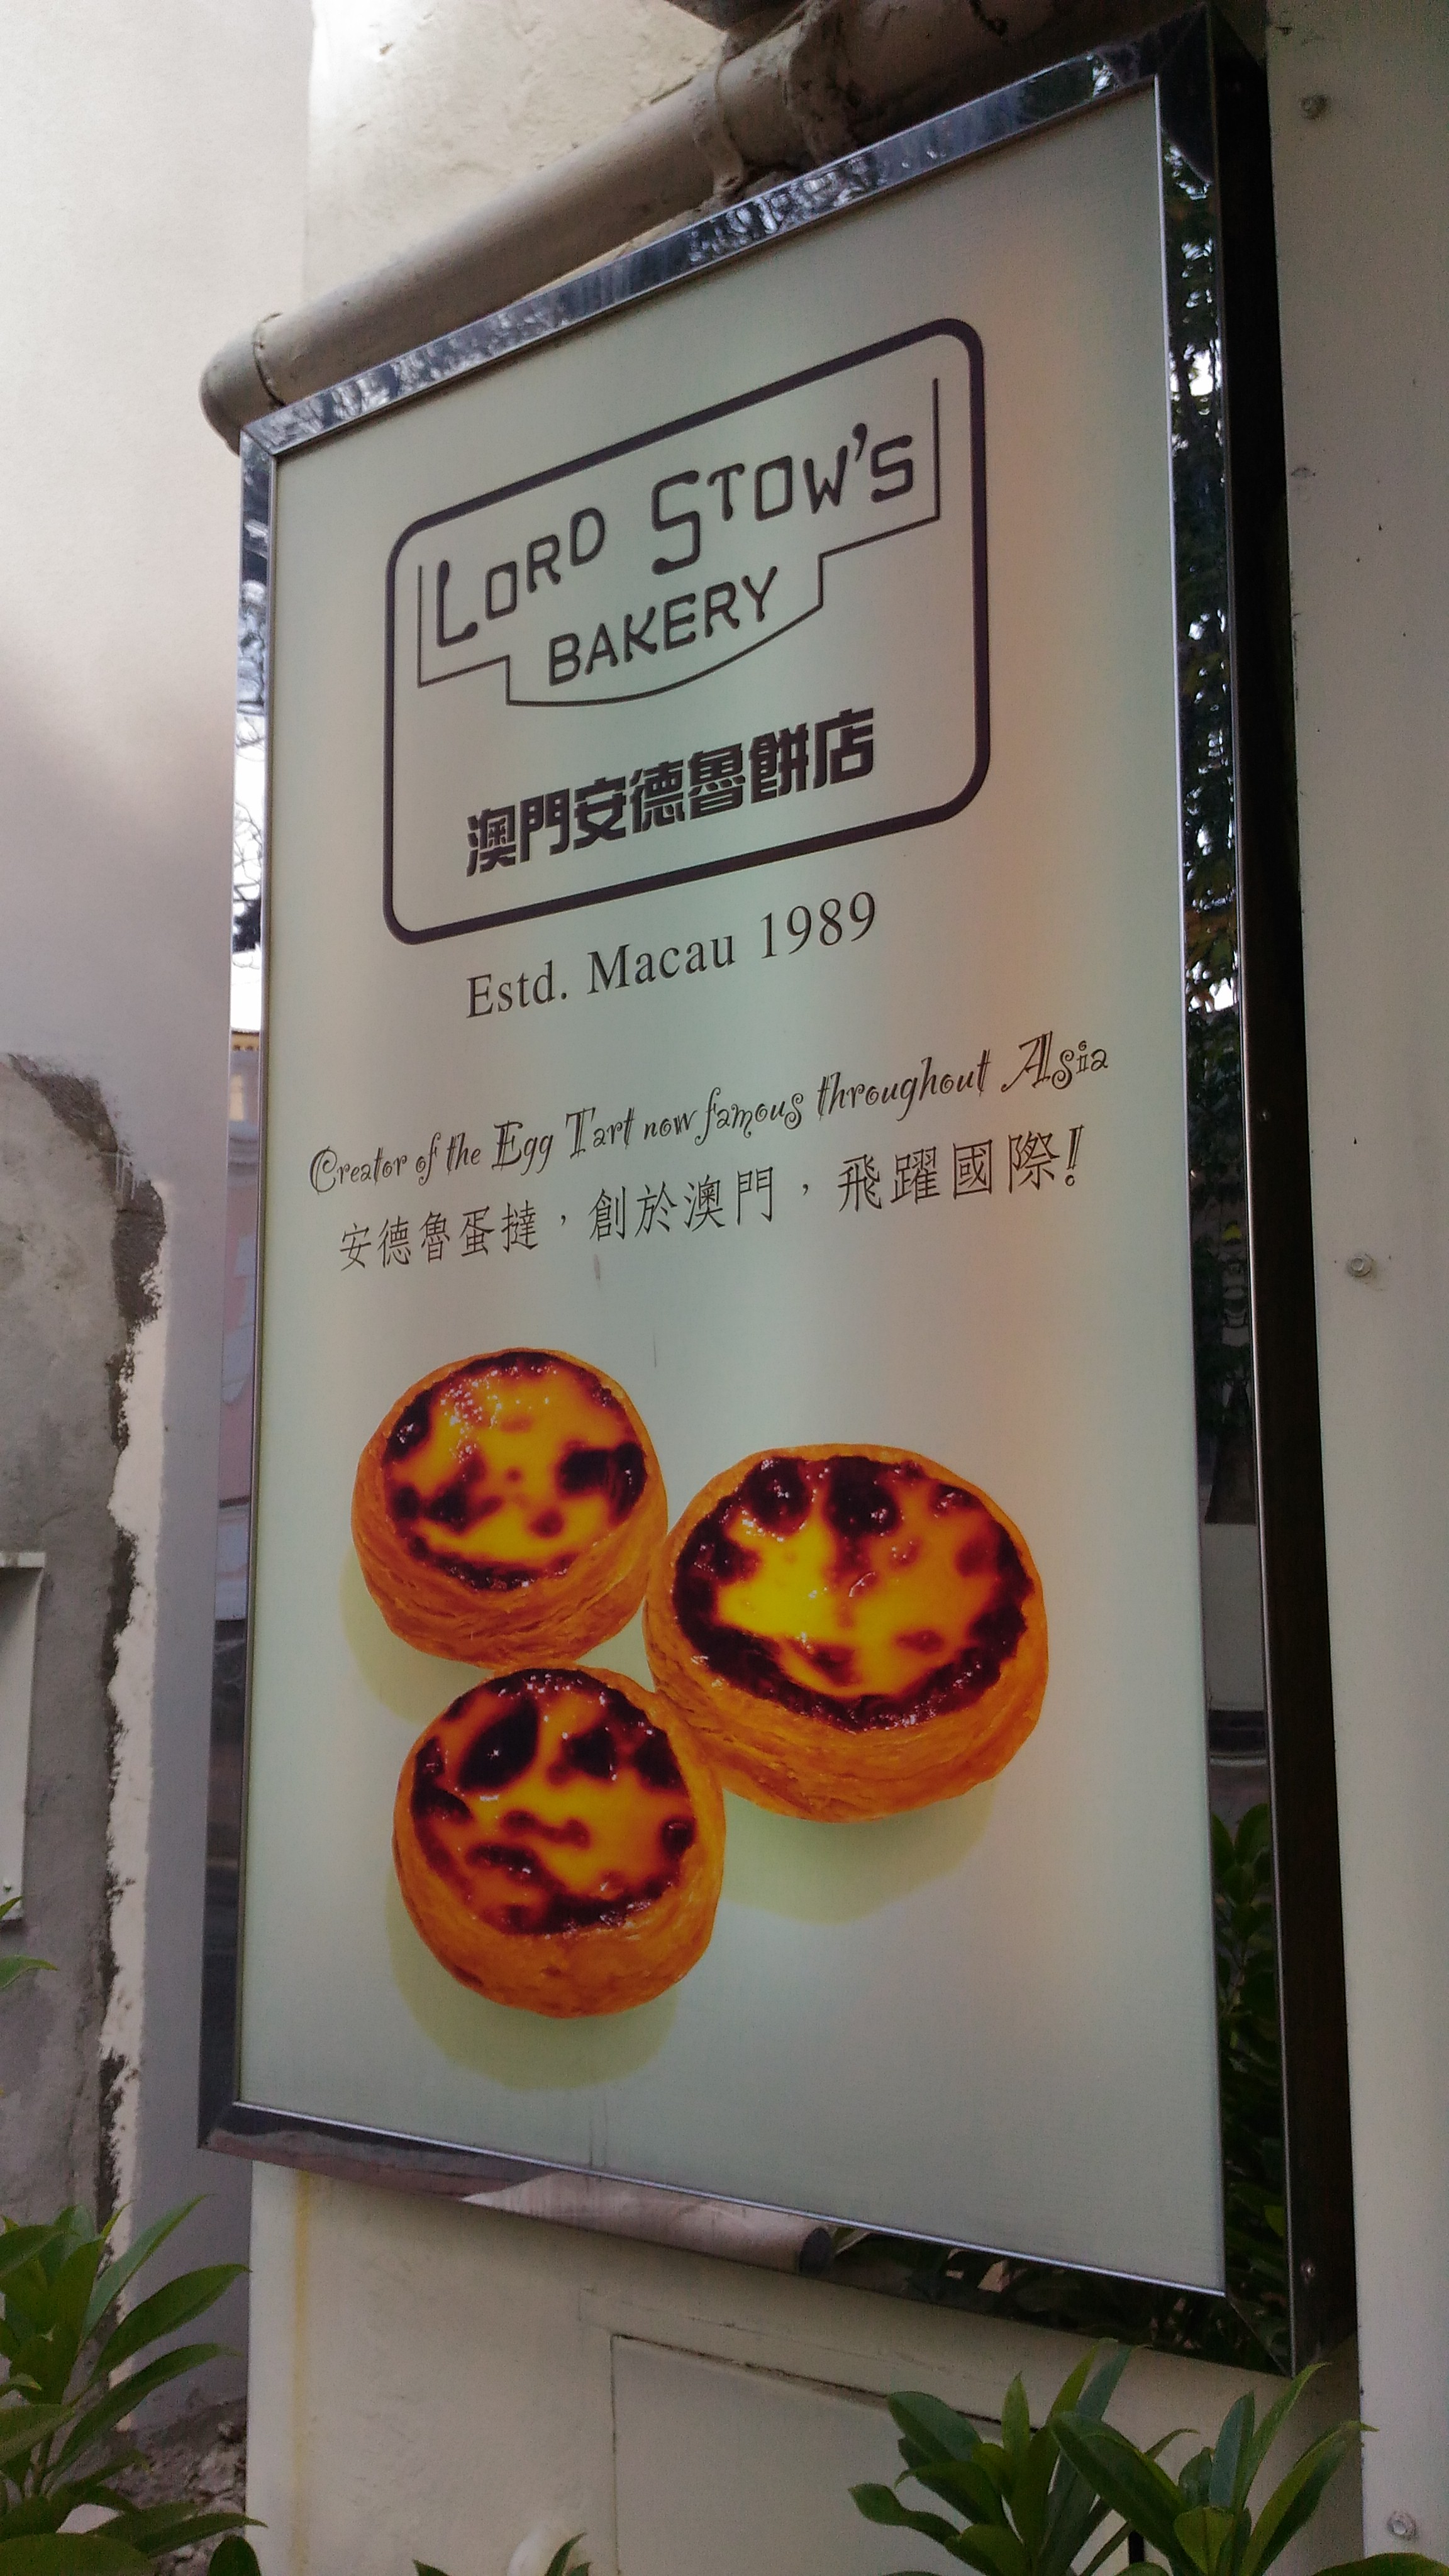 LORD STOW'S
BAKERY
澳門安德魯餅店
Estd. Macau 1989
Creator of the Egg Tart now famous throughout Asia
安德魯蛋撻，創於澳門，飛躍國際!